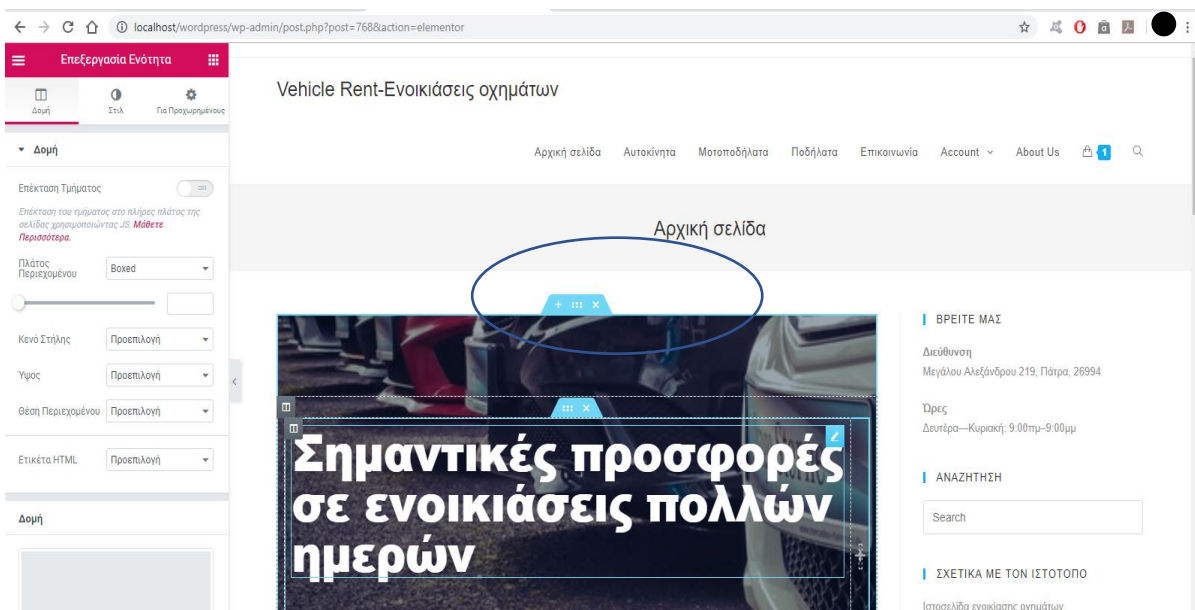 localhost/wordpress/wp-admin/post.php?post=768&action=elementor
Επεξεργασία Ενότητα
Δομή
Στιλ
Για Προχωρημένους
Δομή
Επέκταση Τμήματος
Επέκταση του τμήματος στο πλήρες πλάτος της
σελίδας χρησιμοποιώντας JS. Μάθετε
Περισσότερα.
Πλάτος
Περιεχομένου
Boxed
Κενό Στήλης
Προεπιλογή
Ύψος
Προεπιλογή
Θέση Περιεχομένου
Προεπιλογή
Ετικέτα HTML
Προεπιλογή
Δομή
Vehicle Rent-Ενοικιάσεις οχημάτων
Αρχική σελίδα Αυτοκίνητα Μοτοποδήλατα Ποδήλατα Επικοινωνία Account About Us 1
Αρχική σελίδα
Σημαντικές προσφορές
σε ενοικιάσεις πολλών
ημερών
ΒΡΕΙΤΕ ΜΑΣ
Διεύθυνση
Μεγάλου Αλεξάνδρου 219, Πάτρα, 26994
Ώρες
Δευτέρα—Κυριακή: 9:00πμ–9:00μμ
ΑΝΑΖΗΤΗΣΗ
Search
ΣΧΕΤΙΚΑ ΜΕ ΤΟΝ ΙΣΤΟΤΟΠΟ
Ιστοσελίδα ενοικίασης οχημάτων